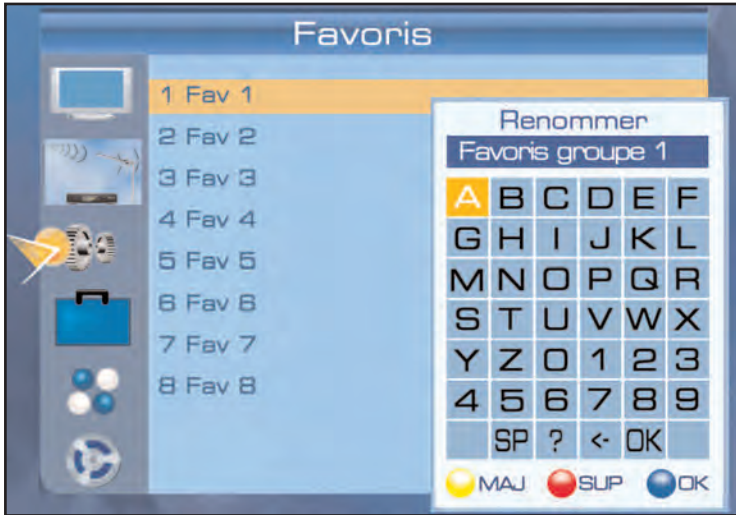 Favoris
1 Fav 1
2 Fav 2
3 Fav 3
4 Fav 4
5 Fav 5
6 Fav 6
7 Fav 7
8 Fav 8
Renommer
Favoris groupe 1
A B C D E F
G H I J K L
M N O P Q R
S T U V W X
Y Z 0 1 2 3
4 5 6 7 8 9
SP ? <- OK
MAJ SUP OK